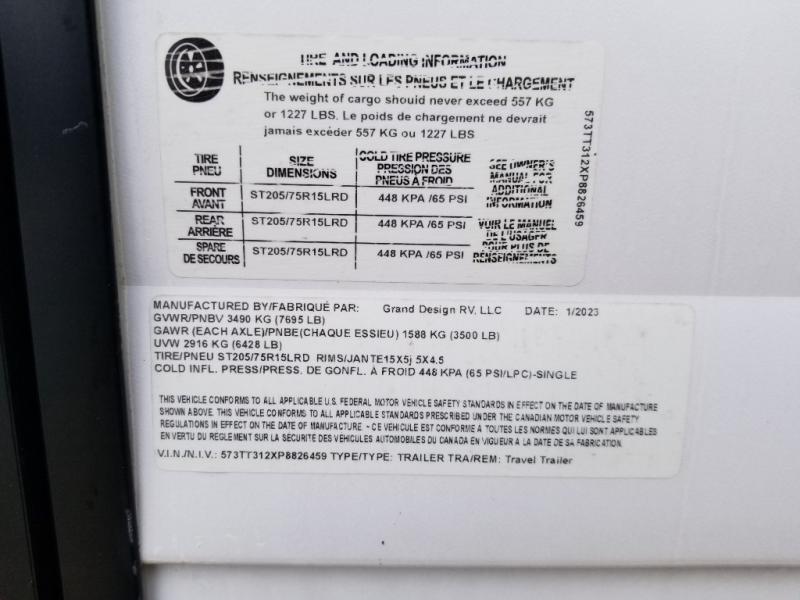 TIRE AND LOADING INFORMATION
RENSEIGNEMENTS SUR LES PNEUS ET LE CHARGEMENT
The weight of cargo should never exceed 557 KG
or 1227 LBS. Le poids de chargement ne devrait
jamais excéder 557 KG ou 1227 LBS
TIRE PNEU SIZE DIMENSIONS COLD TIRE PRESSURE PRESSION DES PNEUS A FROID
FRONT AVANT ST205/75R15LRD 448 KPA /65 PSI
REAR ARRIÈRE ST205/75R15LRD 448 KPA /65 PSI
SPARE DE SECOURS ST205/75R15LRD 448 KPA /65 PSI
SEE OWNER'S
MANUAL FOR
ADDITIONAL
INFORMATION
VOIR LE MANUEL
DE L'USAGER
POUR PLUS DE
RENSEIGNEMENTS
573TT312XP8826459
MANUFACTURED BY/FABRIQUÉ PAR: Grand Design RV, LLC DATE: 1/2023
GVWR/PNBV 3490 KG (7695 LB)
GAWR (EACH AXLE)/PNBE(CHAQUE ESSIEU) 1588 KG (3500 LB)
UVW 2916 KG (6428 LB)
TIRE/PNEU ST205/75R15LRD RIMS/JANTE15X5j 5X4.5
COLD INFL. PRESS/PRESS. DE GONFL. À FROID 448 KPA (65 PSI/LPC)-SINGLE
THIS VEHICLE CONFORMS TO ALL APPLICABLE U.S. FEDERAL MOTOR VEHICLE SAFETY STANDARDS IN EFFECT ON THE DATE OF MANUFACTURE
SHOWN ABOVE. THIS VEHICLE CONFORMS TO ALL APPLICABLE STANDARDS PRESCRIBED UNDER THE CANADIAN MOTOR VEHICLE SAFETY
REGULATIONS IN EFFECT ON THE DATE OF MANUFACTURE - CE VEHICULE EST CONFORME A TOUTES LES NORMES QUI LUI SONT APPLICABLES
EN VERTU DU REGLEMENT SUR LA SÉCURITÉ DES VEHICULES AUTOMOBILES DU CANADA EN VIGUEUR A LA DATE DE SA FABRICATION.
V.I.N./N.I.V.: 573TT312XP8826459 TYPE/TYPE: TRAILER TRA/REM: Travel Trailer